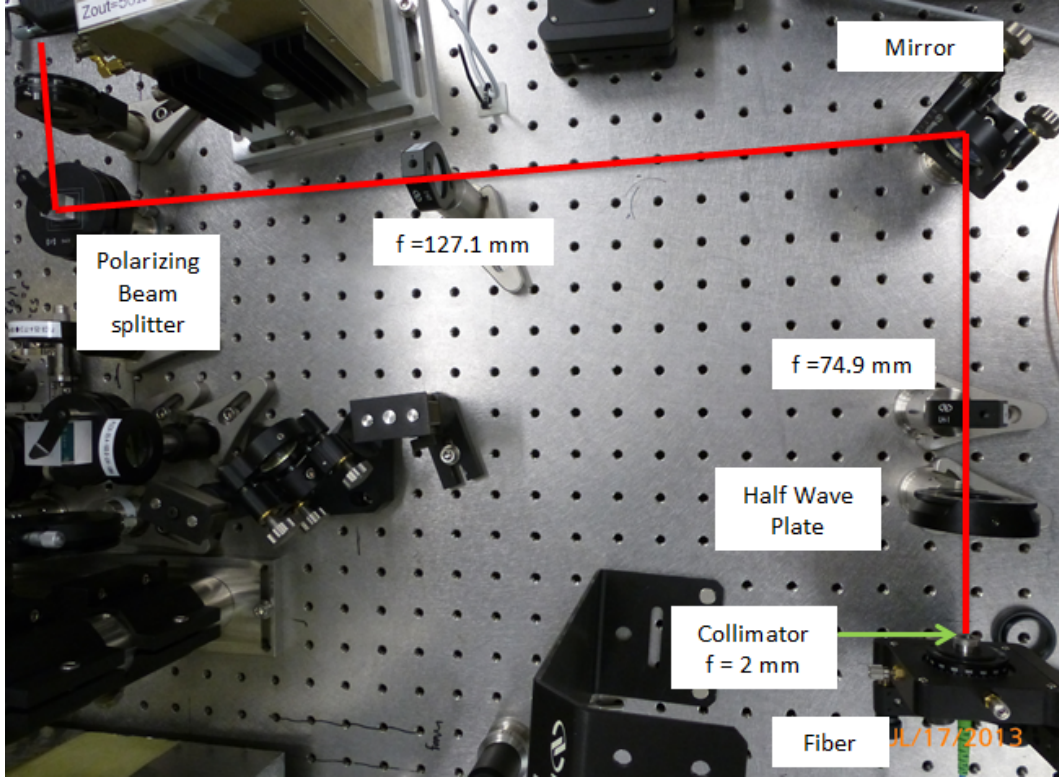 Zout=50Ω
Mirror
f =127.1 mm
Polarizing
Beam
splitter
f =74.9 mm
Half Wave
Plate
Collimator
f = 2 mm
Fiber
JL/17/2013